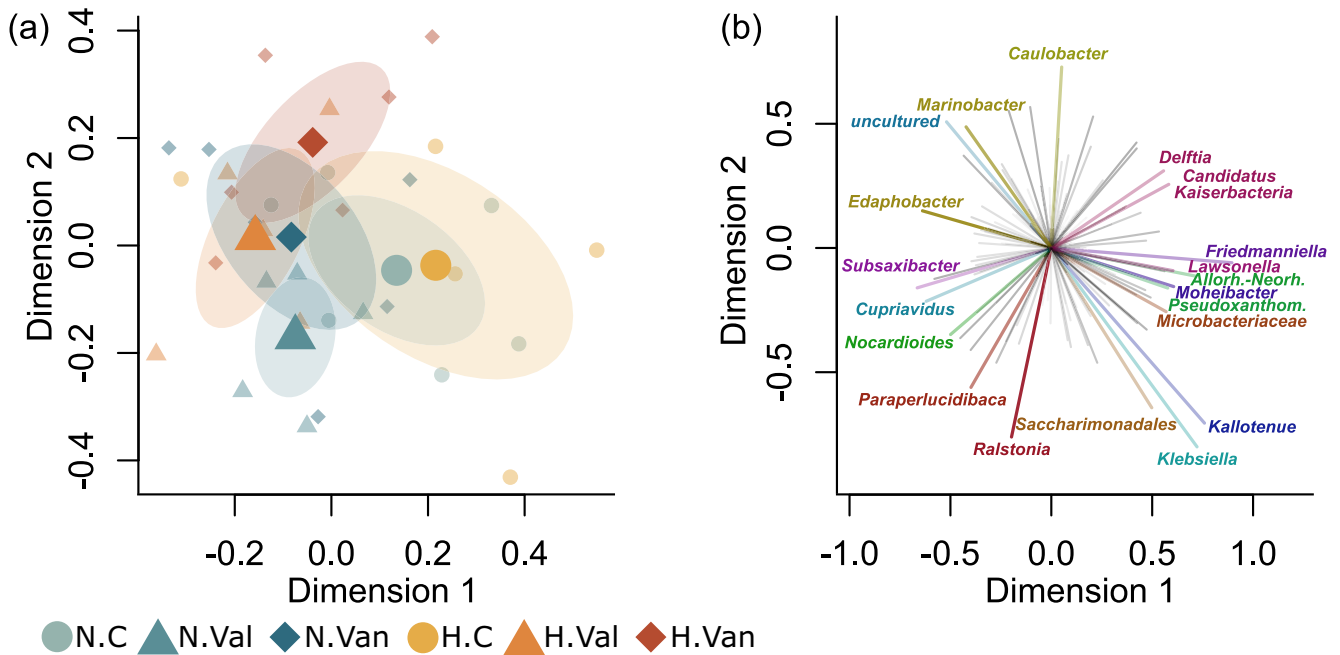 (a)
0.4
0.2
0.0
-0.2
-0.4
Dimension 2
-0.2
0.0
0.2
0.4
Dimension 1
(b)
0.5
0.0
-0.5
Dimension 2
-1.0
-0.5
0.0
0.5
1.0
Dimension 1
Caulobacter
Marinobacter
uncultured
Delftia
Candidatus
Kaiserbacteria
Edaphobacter
Friedmanniella
Subsaxibacter
Lawsonella
Allorh.-Neorh.
Moheibacter
Cupriavidus
Pseudoxanthom.
Microbacteriaceae
Nocardioides
Paraperlucidibaca
Saccharimonadales
Kallotenue
Ralstonia
Klebsiella
N.C N.Val N.Van H.C H.Val H.Van